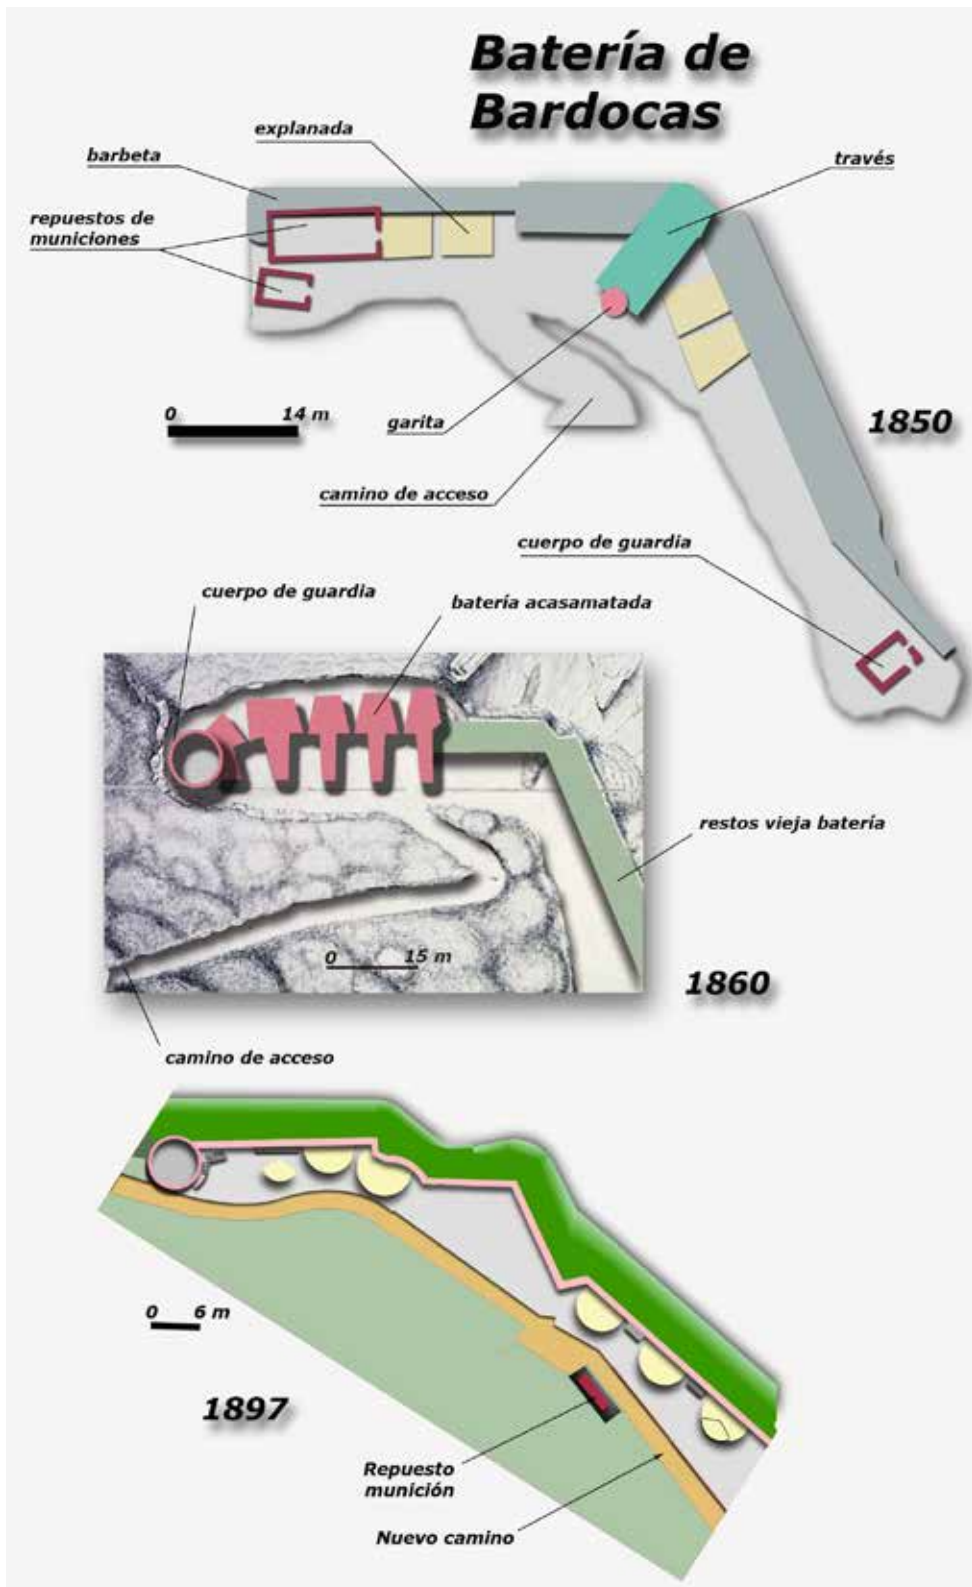 Batería de
Bardocas
explanada
barbeta
través
repuestos de
municiones
0 14 m
garita
1850
camino de acceso
cuerpo de guardia
cuerpo de guardia
batería acasamatada
restos vieja batería
0 15 m
1860
camino de acceso
0 6 m
1897
Repuesto
munición
Nuevo camino